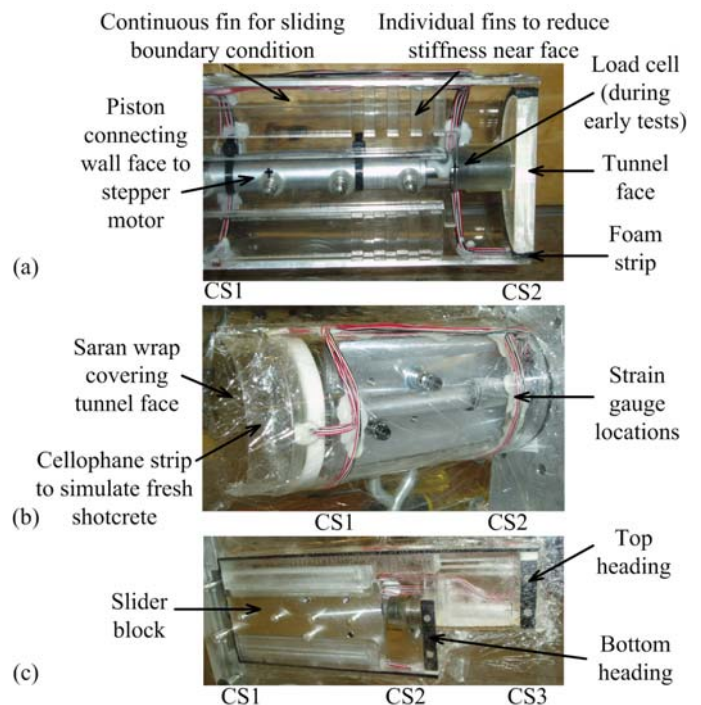 Continuous fin for sliding
boundary condition
Individual fins to reduce
stiffness near face
Piston
connecting
wall face to
stepper
motor
Load cell
(during
early tests)
Tunnel
face
Foam
strip
(a)
CS1
CS2
Saran wrap
covering
tunnel face
Cellophane strip
to simulate fresh
shotcrete
Strain
gauge
locations
(b)
CS1
CS2
Slider
block
Top
heading
Bottom
heading
(c)
CS1
CS2
CS3